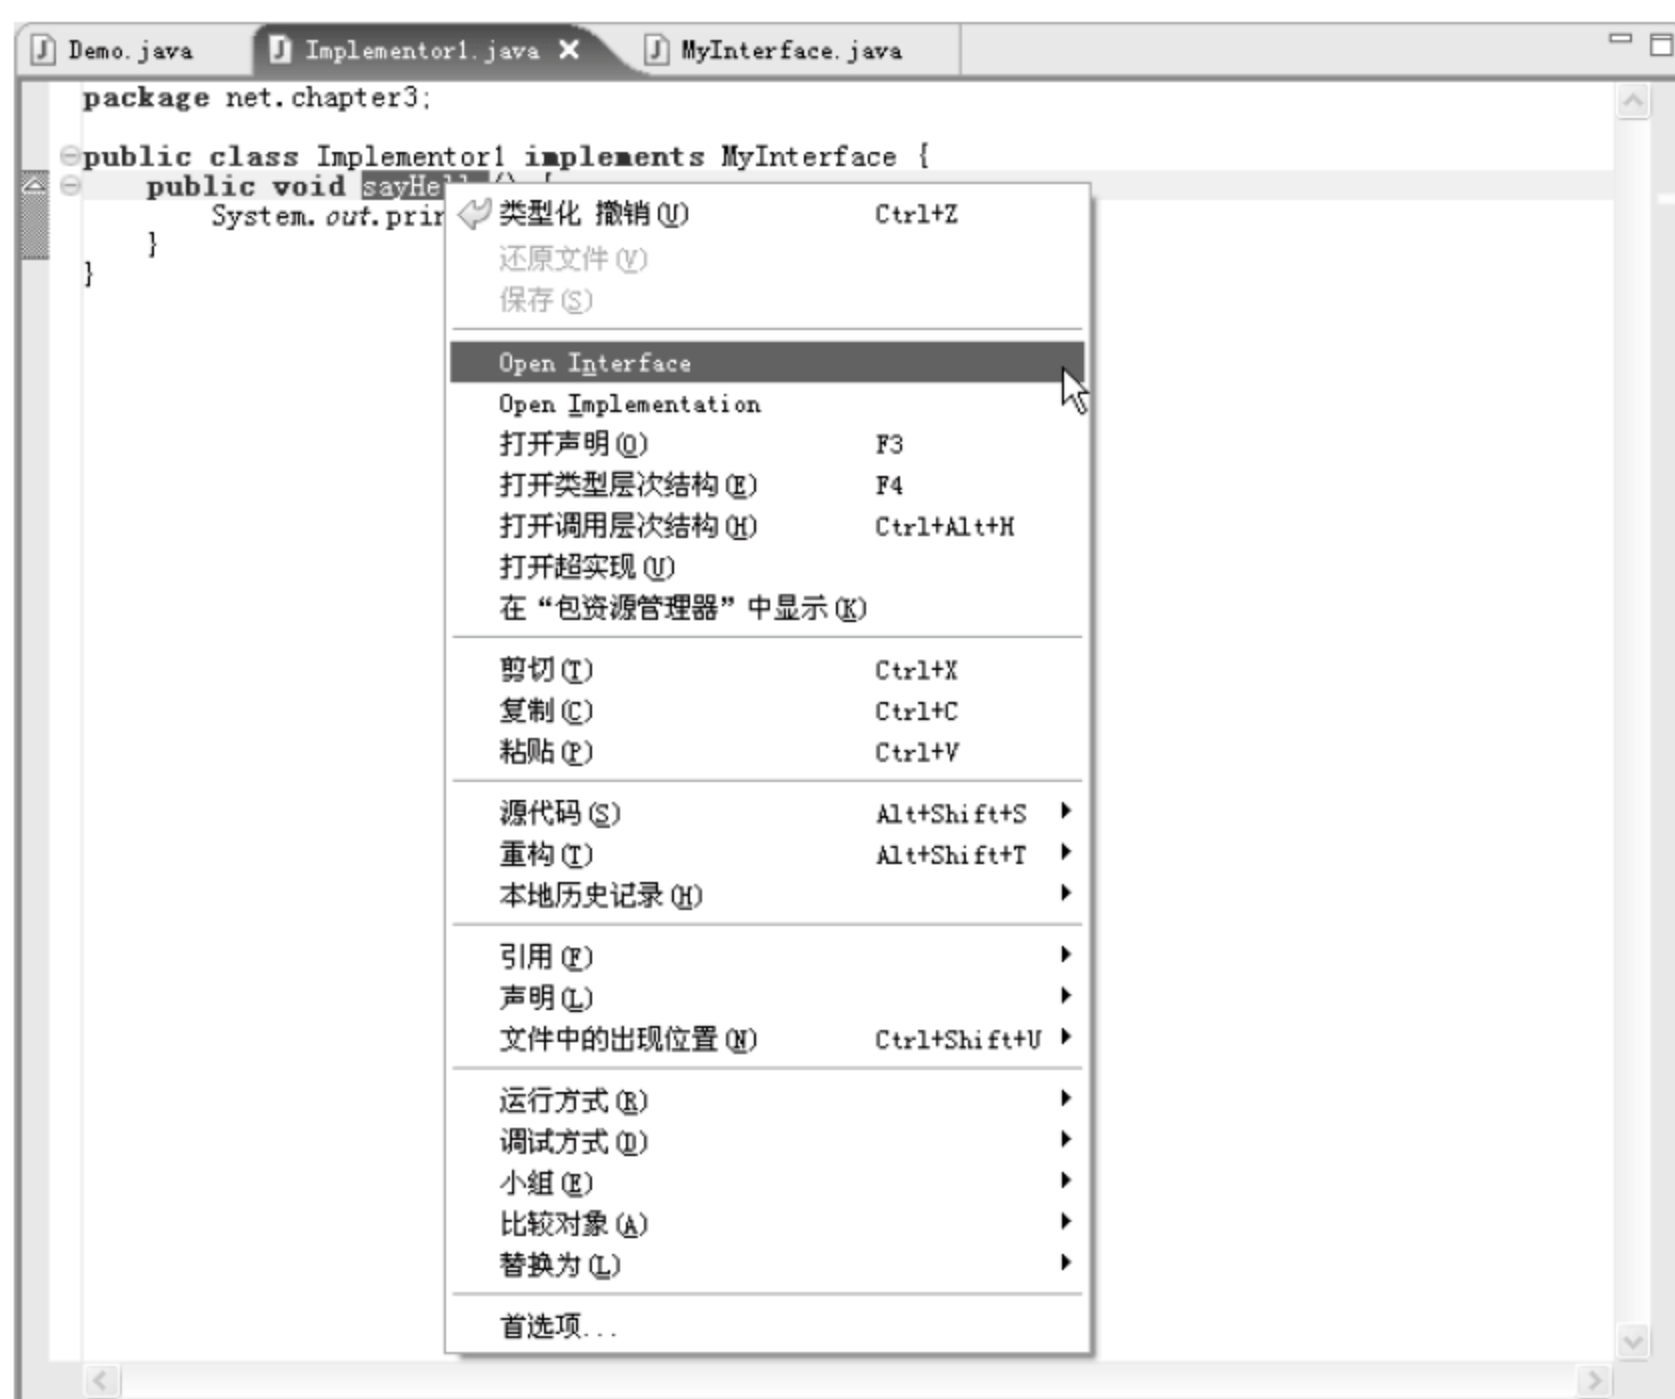 Demo.java
Implementor1.java
MyInterface.java
package net.chapter3;
public class Implementor1 implements MyInterface {
public void sayHe
System.out.prin
}
}
类型化 撤销(U) Ctrl+Z
还原文件(V)
保存(S)
Open Interface
Open Implementation
打开声明(O) F3
打开类型层次结构(E) F4
打开调用层次结构(H) Ctrl+Alt+H
打开超实现(U)
在“包资源管理器”中显示(K)
剪切(T) Ctrl+X
复制(C) Ctrl+C
粘贴(P) Ctrl+V
源代码(S) Alt+Shift+S
重构(T) Alt+Shift+T
本地历史记录(H)
引用(F)
声明(L)
文件中的出现位置(N) Ctrl+Shift+U
运行方式(R)
调试方式(D)
小组(E)
比较对象(A)
替换为(L)
首选项...